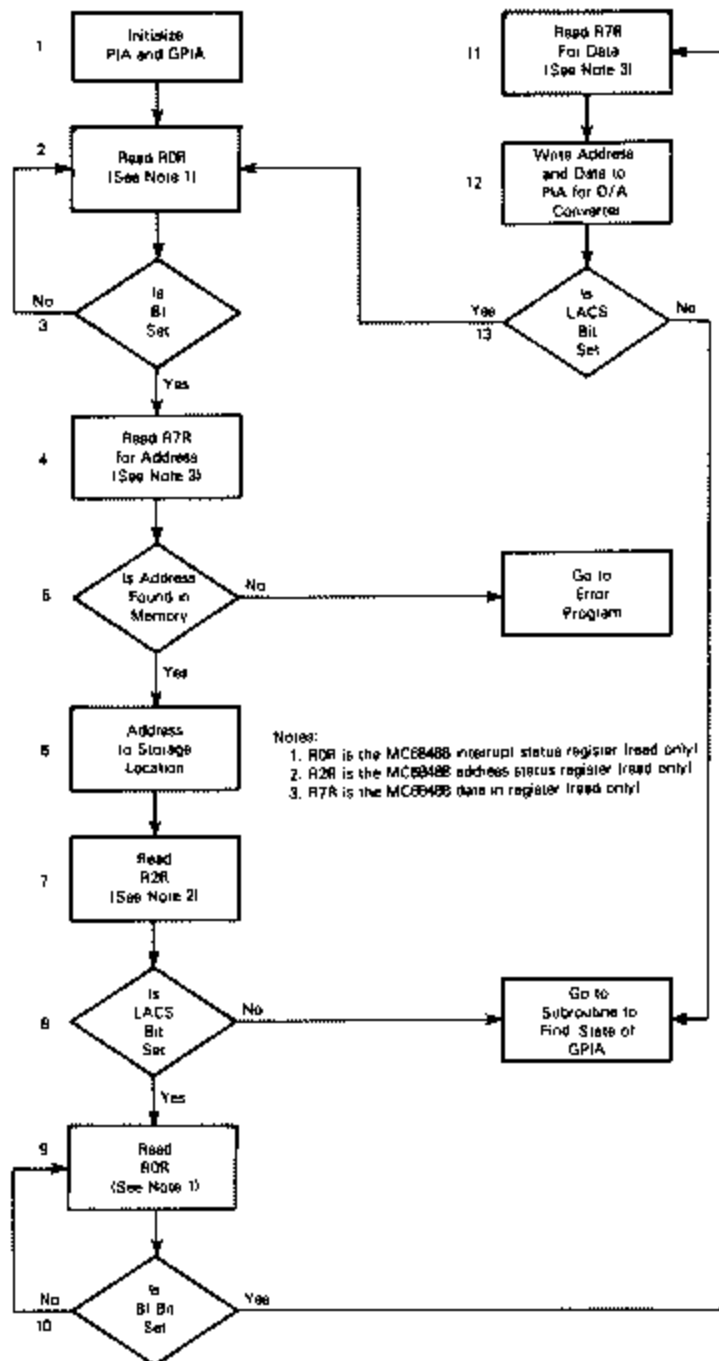 1
Initialize
PIA and GPIA
2
Read R0R
(See Note 1)
Is
BI
Set
No
3
Yes
4
Read R7R
for Address
(See Note 3)
5
Is Address
Found in
Memory
No
Go to
Error
Program
Yes
6
Address
to Storage
Location
Notes:
1. R0R is the MC68488 interrupt status register (read only)
2. R2R is the MC68488 address status register (read only)
3. R7R is the MC68488 data in register (read only)
7
Read
R2R
(See Note 2)
8
Is
LACS
Bit
Set
No
Go to
Subroutine to
Find State of
GPIA
Yes
9
Read
R0R
(See Note 1)
No
10
Is
BI Bit
Set
Yes
11
Read R7R
For Data
(See Note 3)
12
Write Address
and Data to
PIA for D/A
Converter
Yes
13
Is
LACS
Bit
Set
No